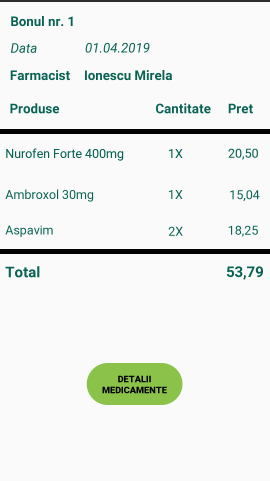 Bonul nr. 1
Data 01.04.2019
Farmacist Ionescu Mirela
Produse Cantitate Pret
Nurofen Forte 400mg 1X 20,50
Ambroxol 30mg 1X 15,04
Aspavim 2X 18,25
Total 53,79
DETALII
MEDICAMENTE